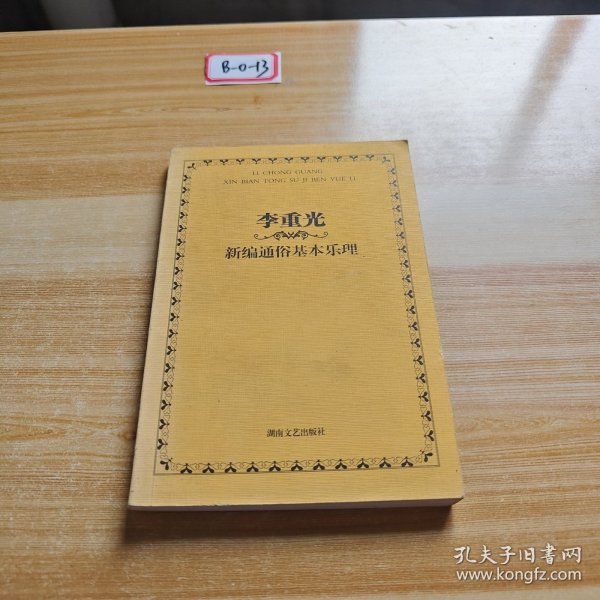 B-0-13
LI CHONG GUANG
XIN BIAN TONG SU JI BEN YUE LI
李重光
新编通俗基本乐理
湖南文艺出版社
孔夫子旧书网
www.kongfz.com